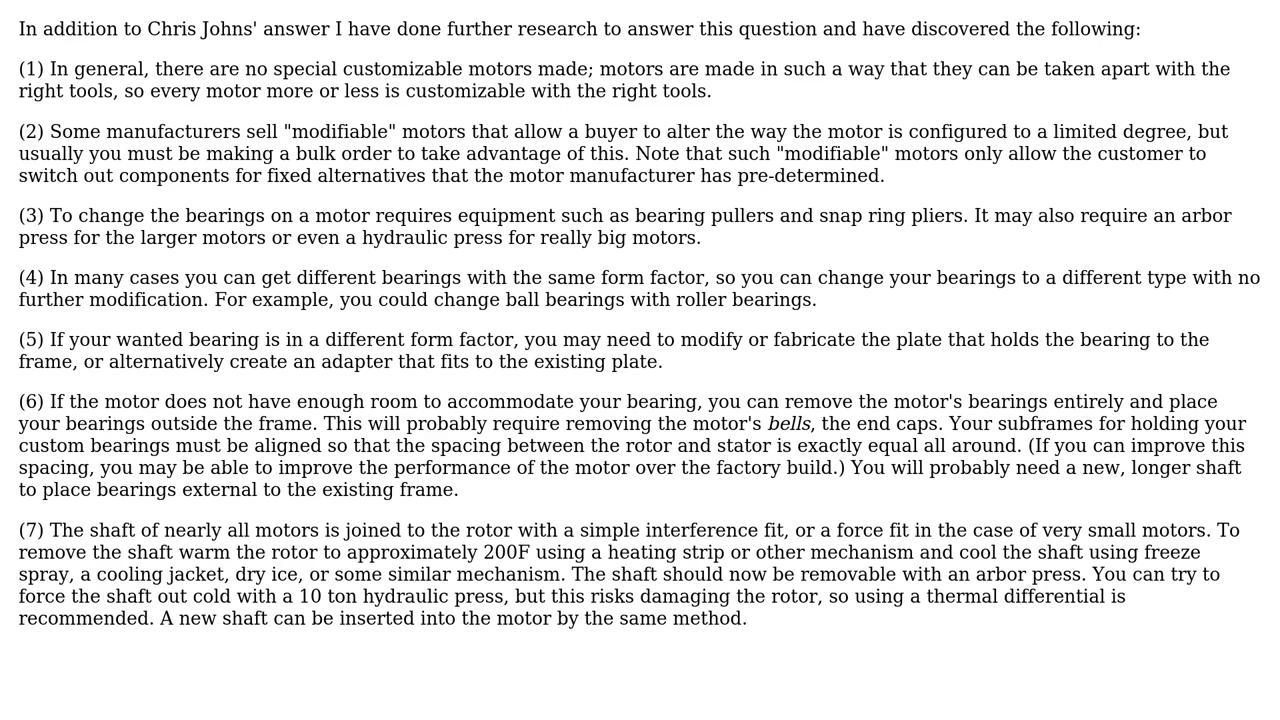 In addition to Chris Johns' answer I have done further research to answer this question and have discovered the following:
(1) In general, there are no special customizable motors made; motors are made in such a way that they can be taken apart with the
right tools, so every motor more or less is customizable with the right tools.
(2) Some manufacturers sell "modifiable" motors that allow a buyer to alter the way the motor is configured to a limited degree, but
usually you must be making a bulk order to take advantage of this. Note that such "modifiable" motors only allow the customer to
switch out components for fixed alternatives that the motor manufacturer has pre-determined.
(3) To change the bearings on a motor requires equipment such as bearing pullers and snap ring pliers. It may also require an arbor
press for the larger motors or even a hydraulic press for really big motors.
(4) In many cases you can get different bearings with the same form factor, so you can change your bearings to a different type with no
further modification. For example, you could change ball bearings with roller bearings.
(5) If your wanted bearing is in a different form factor, you may need to modify or fabricate the plate that holds the bearing to the
frame, or alternatively create an adapter that fits to the existing plate.
(6) If the motor does not have enough room to accommodate your bearing, you can remove the motor's bearings entirely and place
your bearings outside the frame. This will probably require removing the motor's bells, the end caps. Your subframes for holding your
custom bearings must be aligned so that the spacing between the rotor and stator is exactly equal all around. (If you can improve this
spacing, you may be able to improve the performance of the motor over the factory build.) You will probably need a new, longer shaft
to place bearings external to the existing frame.
(7) The shaft of nearly all motors is joined to the rotor with a simple interference fit, or a force fit in the case of very small motors. To
remove the shaft warm the rotor to approximately 200F using a heating strip or other mechanism and cool the shaft using freeze
spray, a cooling jacket, dry ice, or some similar mechanism. The shaft should now be removable with an arbor press. You can try to
force the shaft out cold with a 10 ton hydraulic press, but this risks damaging the rotor, so using a thermal differential is
recommended. A new shaft can be inserted into the motor by the same method.